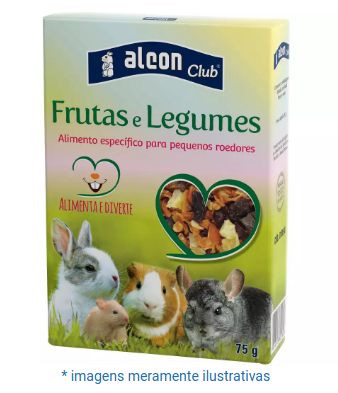 alcon
Club®
Frutas e Legumes
Alimento específico para pequenos roedores
ALIMENTA E DIVERTE
75 g
* imagens meramente ilustrativas